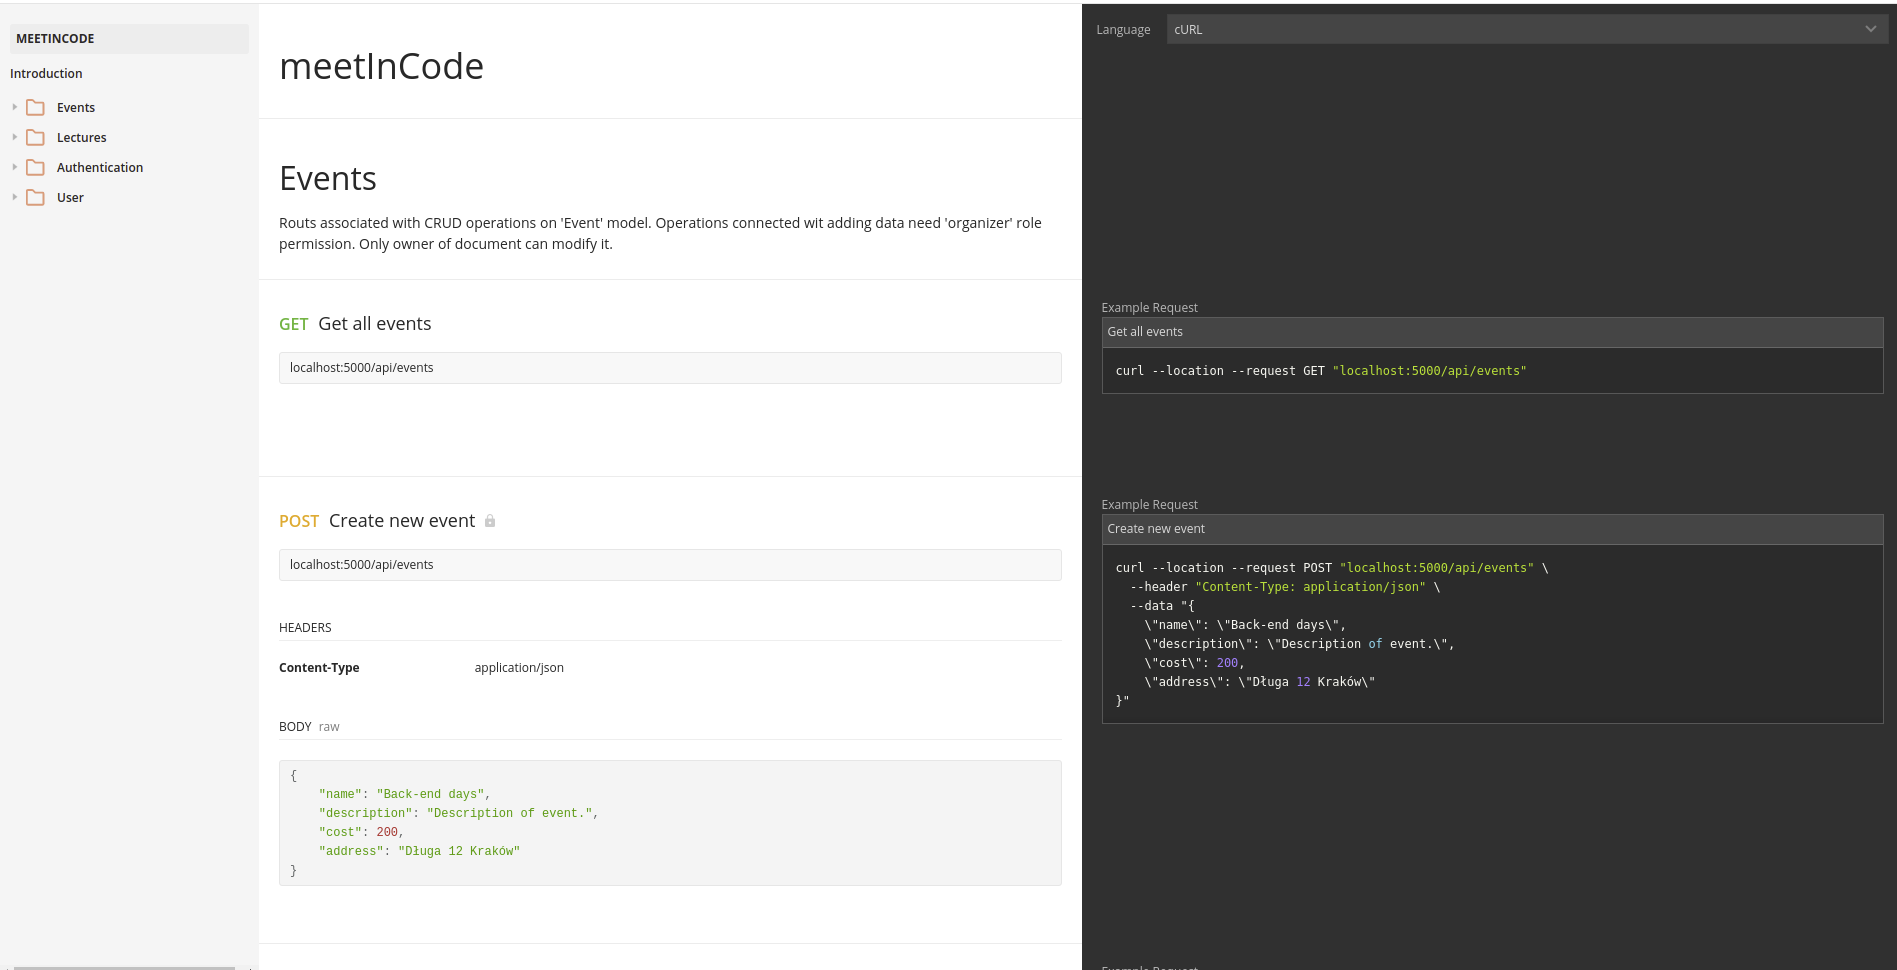 MEETINCODE
Introduction
Events
Lectures
Authentication
User
meetInCode
Events
Routs associated with CRUD operations on 'Event' model. Operations connected wit adding data need 'organizer' role
permission. Only owner of document can modify it.
GET Get all events
localhost:5000/api/events
POST Create new event
localhost:5000/api/events
HEADERS
Content-Type application/json
BODY raw
{
    "name": "Back-end days",
    "description": "Description of event.",
    "cost": 200,
    "address": "Długa 12 Kraków"
}
Language cURL
Example Request
Get all events
curl --location --request GET "localhost:5000/api/events"
Example Request
Create new event
curl --location --request POST "localhost:5000/api/events" \
  --header "Content-Type: application/json" \
  --data "{
    \"name\": \"Back-end days\",
    \"description\": \"Description of event.\",
    \"cost\": 200,
    \"address\": \"Długa 12 Kraków\"
}"
Example Request